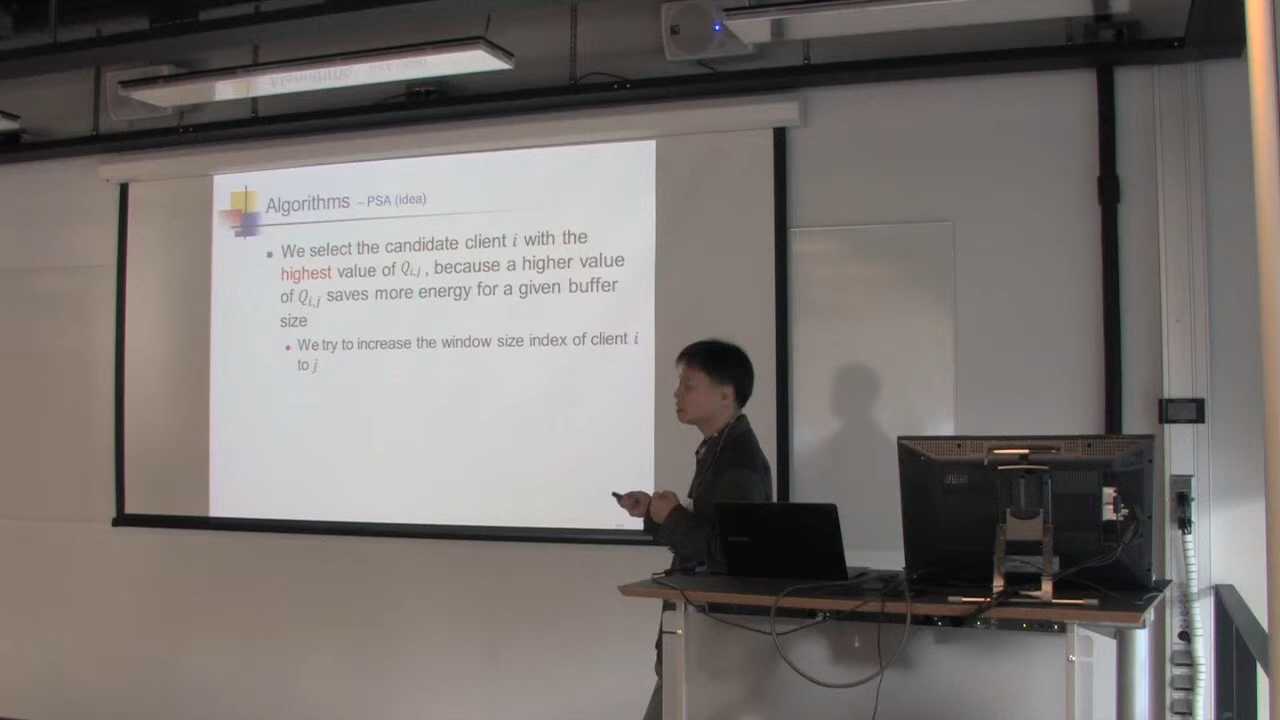 Algorithms – PSA (idea)
We select the candidate client i with the
highest value of Q_{i,j}, because a higher value
of Q_{i,j} saves more energy for a given buffer
size
We try to increase the window size index of client i
to j